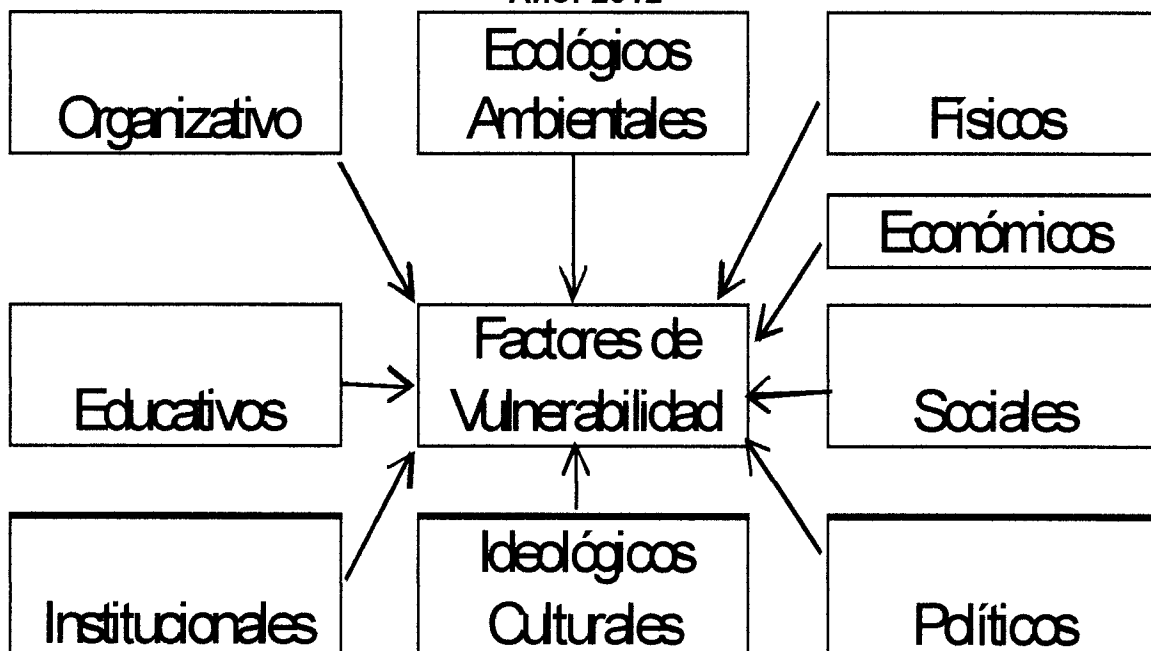 Organizativo
Ecológicos
Ambientales
Físicos
Económicos
Educativos
Factores de
Vulnerabilidad
Sociales
Institucionales
Ideológicos
Culturales
Políticos